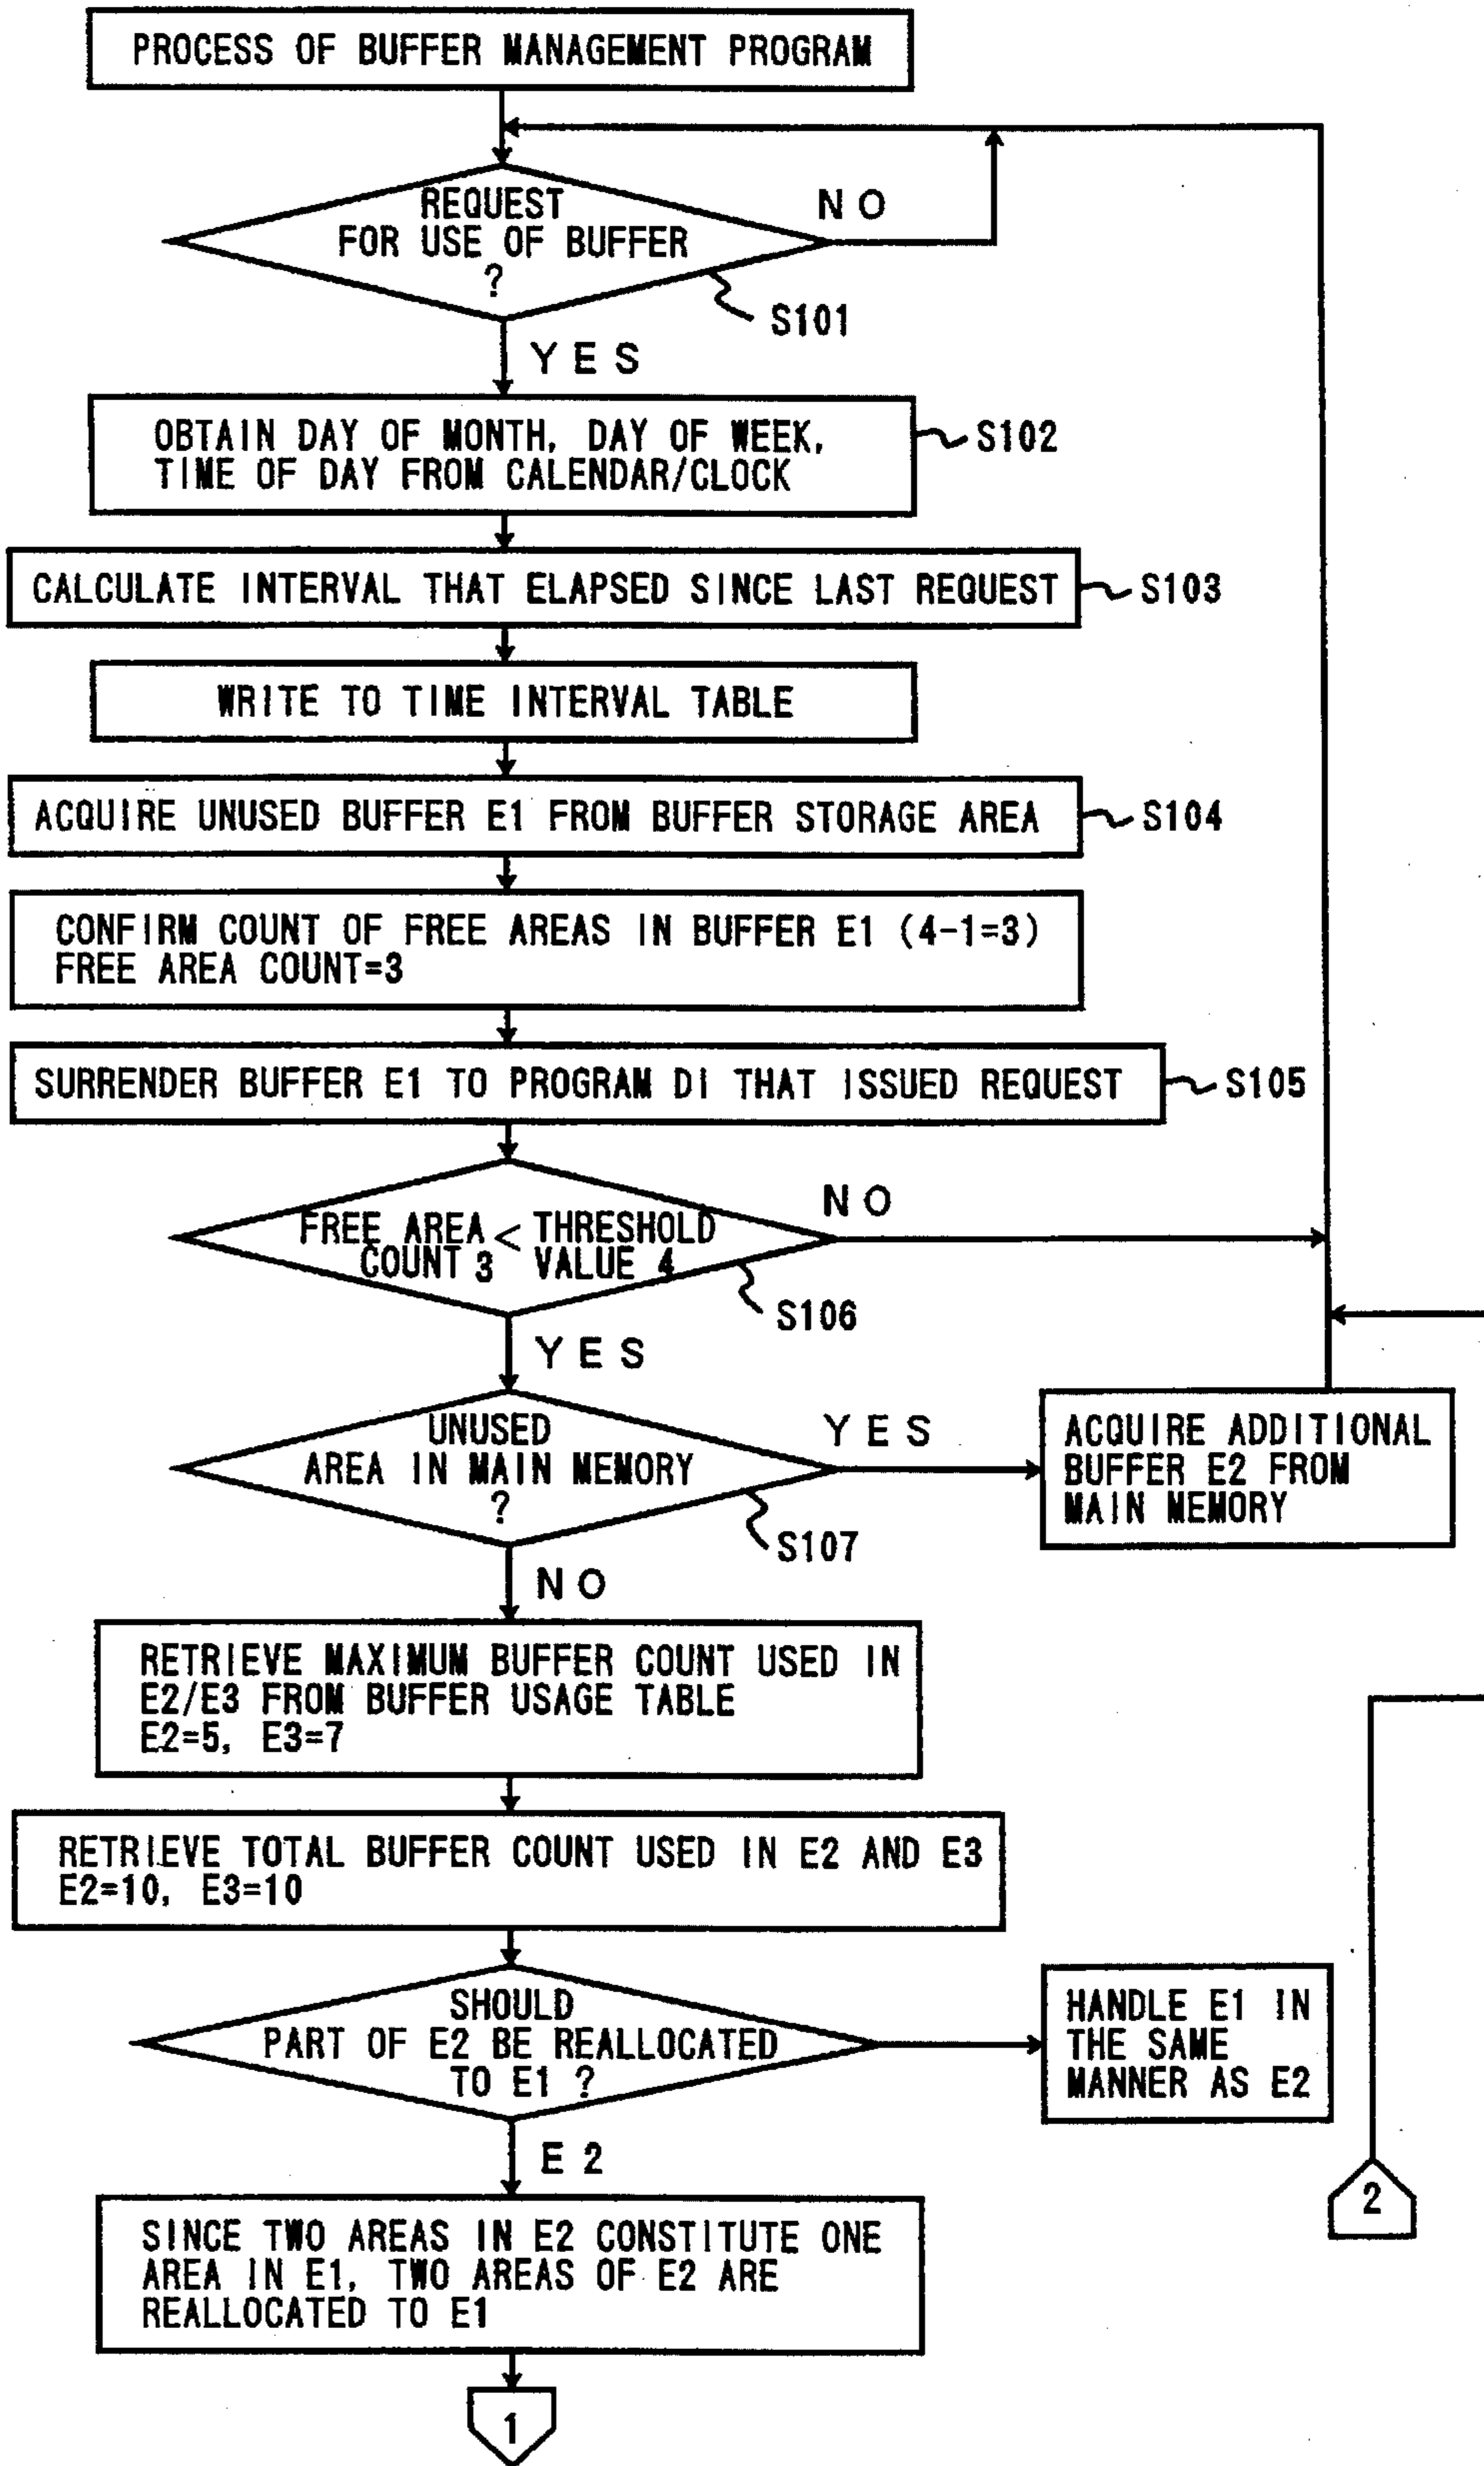 PROCESS OF BUFFER MANAGEMENT PROGRAM
REQUEST
FOR USE OF BUFFER
?
NO
S101
YES
OBTAIN DAY OF MONTH, DAY OF WEEK,
TIME OF DAY FROM CALENDAR/CLOCK
S102
CALCULATE INTERVAL THAT ELAPSED SINCE LAST REQUEST
S103
WRITE TO TIME INTERVAL TABLE
ACQUIRE UNUSED BUFFER E1 FROM BUFFER STORAGE AREA
S104
CONFIRM COUNT OF FREE AREAS IN BUFFER E1 (4-1=3)
FREE AREA COUNT=3
SURRENDER BUFFER E1 TO PROGRAM DI THAT ISSUED REQUEST
S105
FREE AREA < THRESHOLD
COUNT 3 VALUE 4
NO
S106
YES
UNUSED
AREA IN MAIN MEMORY
?
YES
S107
ACQUIRE ADDITIONAL
BUFFER E2 FROM
MAIN MEMORY
NO
RETRIEVE MAXIMUM BUFFER COUNT USED IN
E2/E3 FROM BUFFER USAGE TABLE
E2=5, E3=7
RETRIEVE TOTAL BUFFER COUNT USED IN E2 AND E3
E2=10, E3=10
SHOULD
PART OF E2 BE REALLOCATED
TO E1 ?
HANDLE E1 IN
THE SAME
MANNER AS E2
E2
2
SINCE TWO AREAS IN E2 CONSTITUTE ONE
AREA IN E1, TWO AREAS OF E2 ARE
REALLOCATED TO E1
1